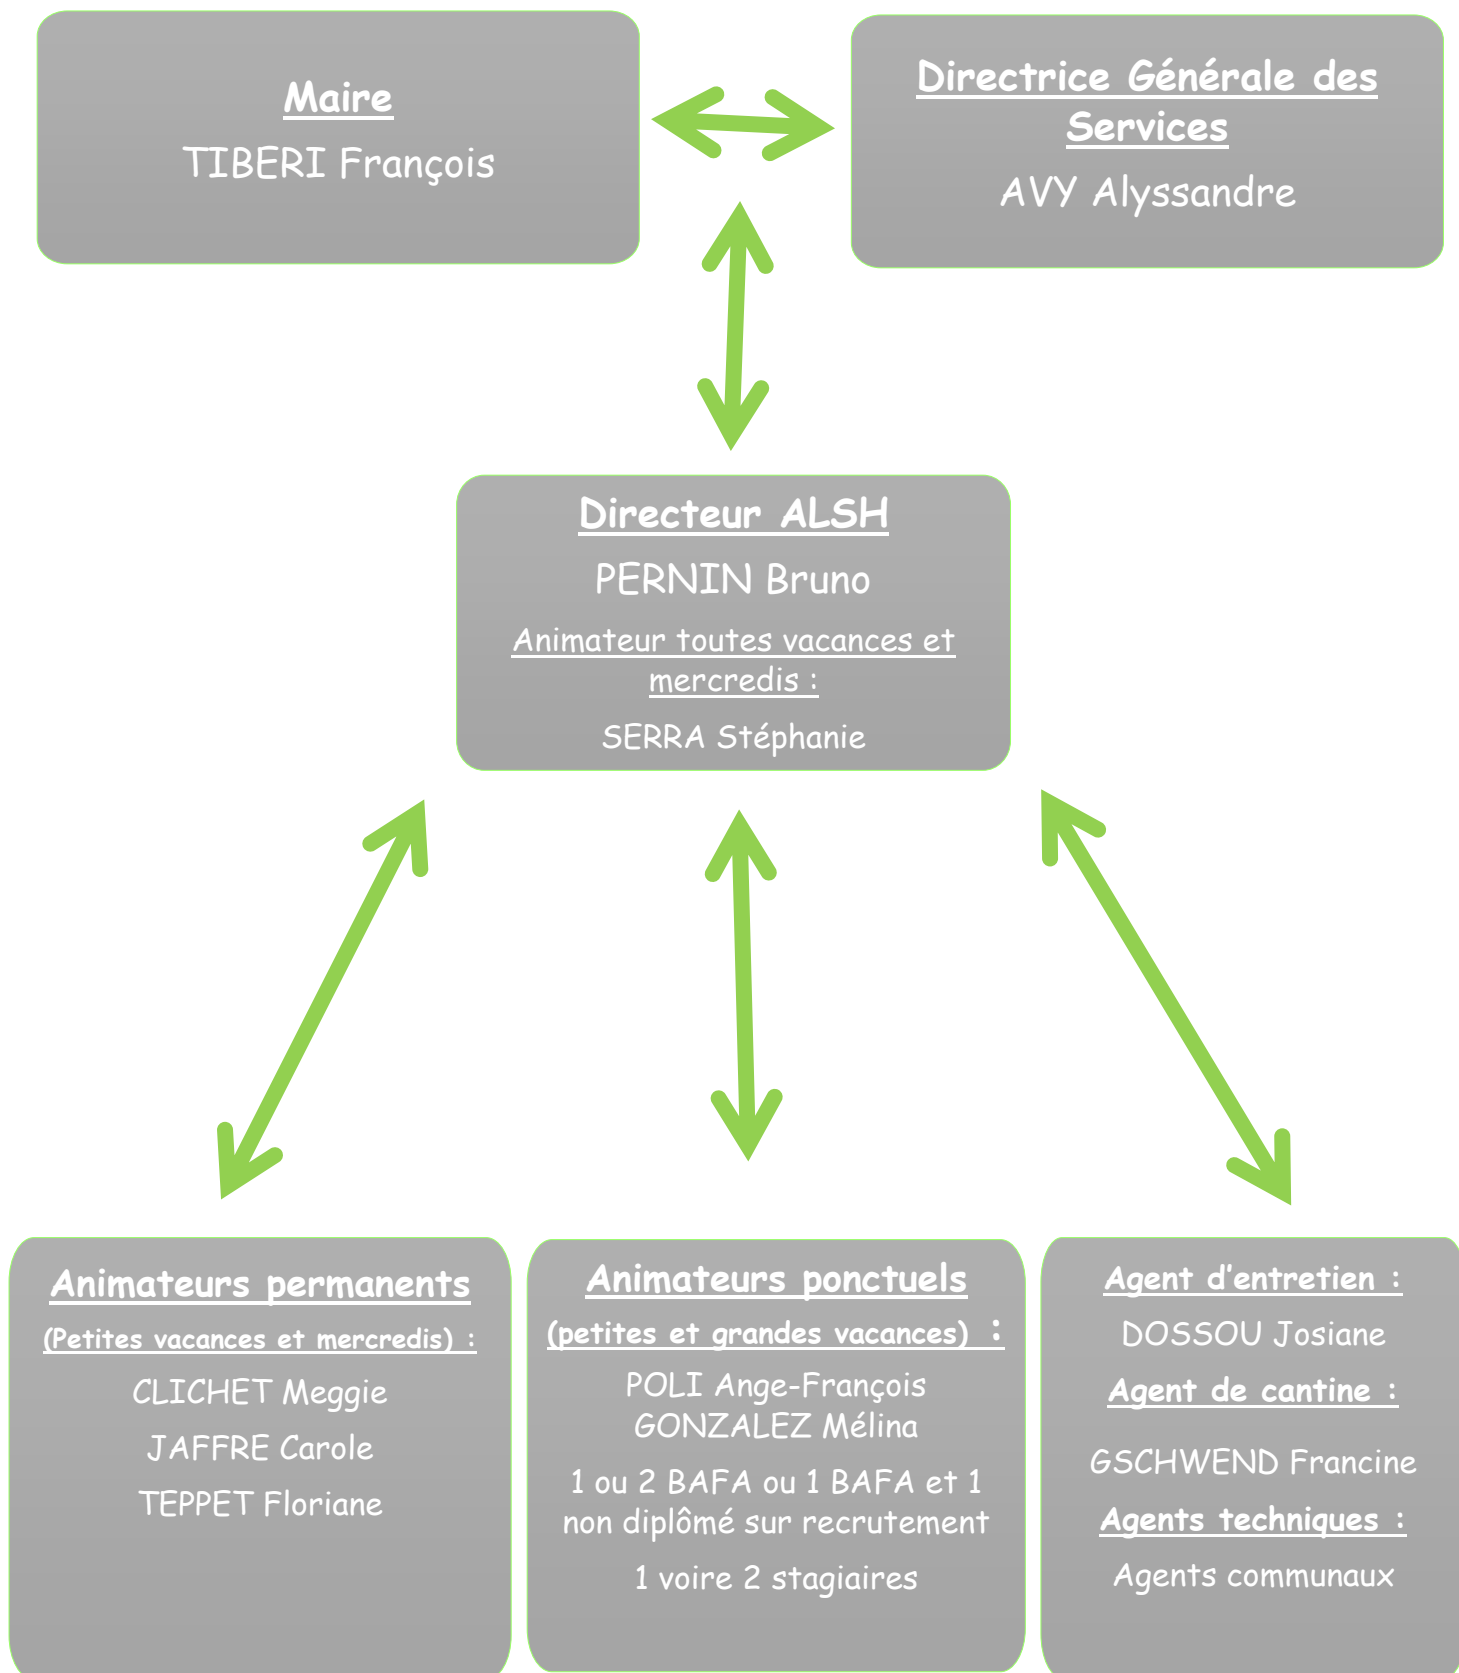 Maire
TIBERI François
Directrice Générale des
Services
AVY Alyssandre
Directeur ALSH
PERNIN Bruno
Animateur toutes vacances et
mercredis :
SERRA Stéphanie
Animateurs permanents
(Petites vacances et mercredis) :
CLICHET Meggie
JAFFRE Carole
TEPPET Floriane
Animateurs ponctuels
(petites et grandes vacances) :
POLI Ange-François
GONZALEZ Mélina
1 ou 2 BAFA ou 1 BAFA et 1
non diplômé sur recrutement
1 voire 2 stagiaires
Agent d’entretien :
DOSSOU Josiane
Agent de cantine :
GSCHWEND Francine
Agents techniques :
Agents communaux